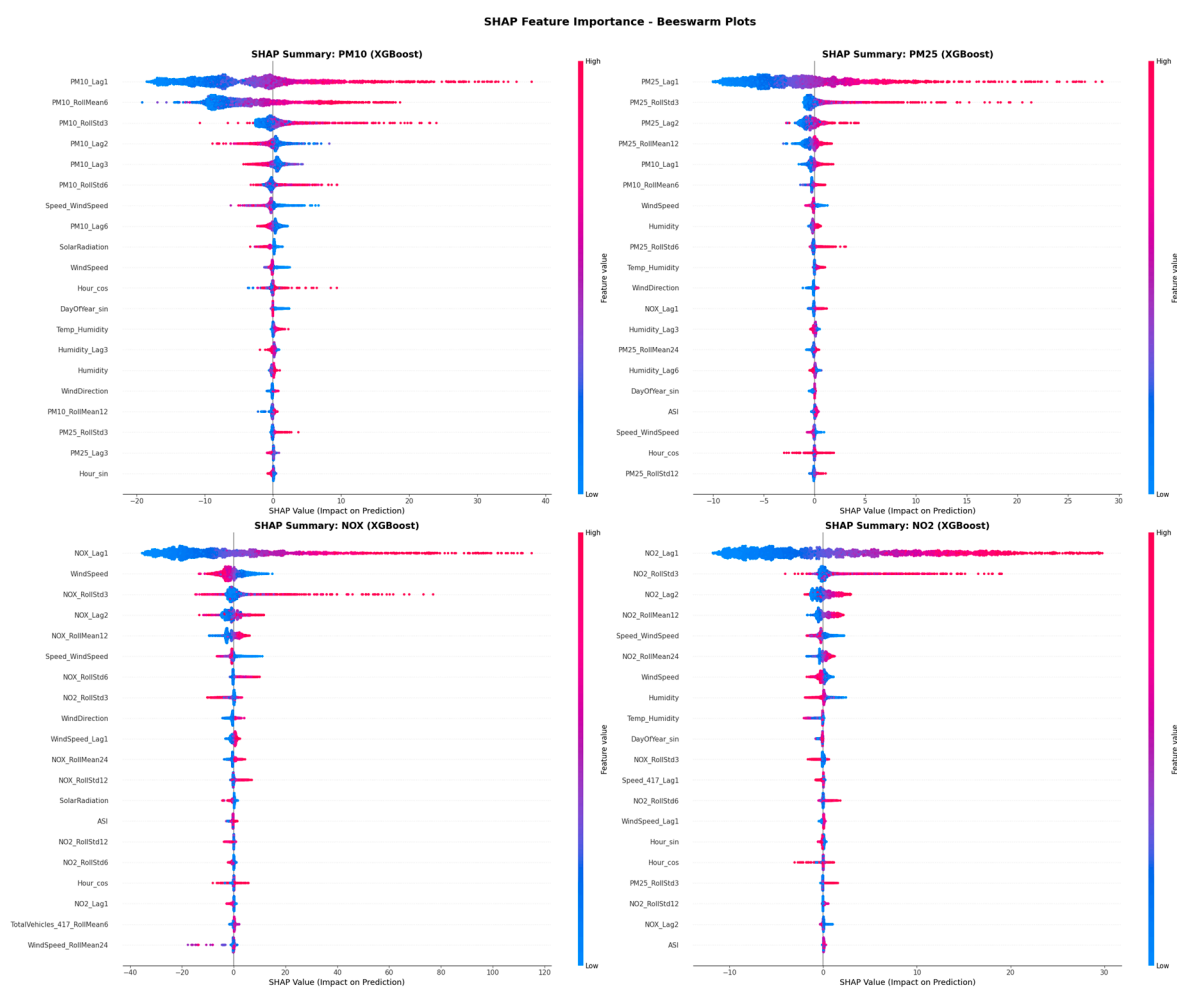 SHAP Feature Importance - Beeswarm Plots
SHAP Summary: PM10 (XGBoost)
PM10_Lag1
PM10_RollMean6
PM10_RollStd3
PM10_Lag2
PM10_Lag3
PM10_RollStd6
Speed_WindSpeed
PM10_Lag6
SolarRadiation
WindSpeed
Hour_cos
DayOfYear_sin
Temp_Humidity
Humidity_Lag3
Humidity
WindDirection
PM10_RollMean12
PM25_RollStd3
PM25_Lag3
Hour_sin
−20 −10 0 10 20 30 40
SHAP Value (Impact on Prediction)
High
Feature value
Low
SHAP Summary: PM25 (XGBoost)
PM25_Lag1
PM25_RollStd3
PM25_Lag2
PM25_RollMean12
PM10_Lag1
PM10_RollMean6
WindSpeed
Humidity
PM25_RollStd6
Temp_Humidity
WindDirection
NOX_Lag1
Humidity_Lag3
PM25_RollMean24
Humidity_Lag6
DayOfYear_sin
ASI
Speed_WindSpeed
Hour_cos
PM25_RollStd12
−10 −5 0 5 10 15 20 25 30
SHAP Value (Impact on Prediction)
High
Feature value
Low
SHAP Summary: NOX (XGBoost)
NOX_Lag1
WindSpeed
NOX_RollStd3
NOX_Lag2
NOX_RollMean12
Speed_WindSpeed
NOX_RollStd6
NO2_RollStd3
WindDirection
WindSpeed_Lag1
NOX_RollMean24
NOX_RollStd12
SolarRadiation
ASI
NO2_RollStd12
NO2_RollStd6
Hour_cos
NO2_Lag1
TotalVehicles_417_RollMean6
WindSpeed_RollMean24
−40 −20 0 20 40 60 80 100 120
SHAP Value (Impact on Prediction)
High
Feature value
Low
SHAP Summary: NO2 (XGBoost)
NO2_Lag1
NO2_RollStd3
NO2_Lag2
NO2_RollMean12
Speed_WindSpeed
NO2_RollMean24
WindSpeed
Humidity
Temp_Humidity
DayOfYear_sin
NOX_RollStd3
Speed_417_Lag1
NO2_RollStd6
WindSpeed_Lag1
Hour_sin
Hour_cos
PM25_RollStd3
NO2_RollStd12
NOX_Lag2
ASI
−10 0 10 20 30
SHAP Value (Impact on Prediction)
High
Feature value
Low